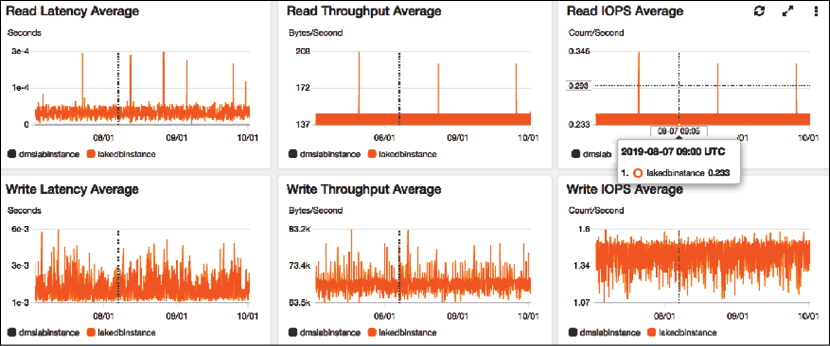 Read Latency Average
Seconds
3e-4
1e-4
0
08/01 09/01 10/01
dmslabinstance lakedbinstance
Read Throughput Average
Bytes/Second
208
172
137
08/01 09/01 10/01
dmslabinstance lakedbinstance
Read IOPS Average
Count/Second
0.346
0.293
0.233
08-07 09:05
10/01
dmslab
2019-08-07 09:00 UTC
1. lakedbinstance 0.233
Write Latency Average
Seconds
6e-3
3e-3
1e-3
08/01 09/01 10/01
dmslabinstance lakedbinstance
Write Throughput Average
Bytes/Second
83.2k
73.4k
63.5k
08/01 09/01 10/01
dmslabinstance lakedbinstance
Write IOPS Average
Count/Second
1.6
1.34
1.07
08/01 09/01 10/01
dmslabinstance lakedbinstance